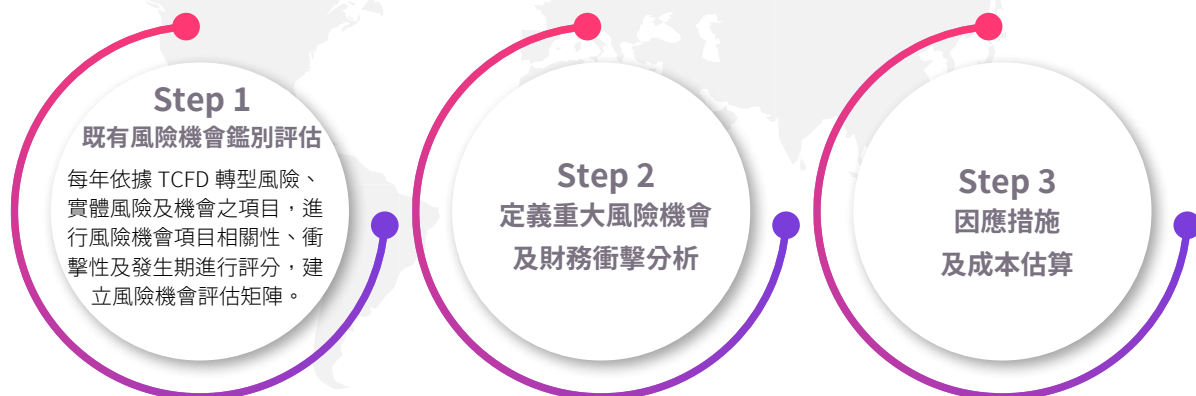 Step 1
既有風險機會鑑別評估
每年依據 TCFD 轉型風險、
實體風險及機會之項目，進
行風險機會項目相關性、衝
擊性及發生期進行評分，建
立風險機會評估矩陣。
Step 2
定義重大風險機會
及財務衝擊分析
Step 3
因應措施
及成本估算